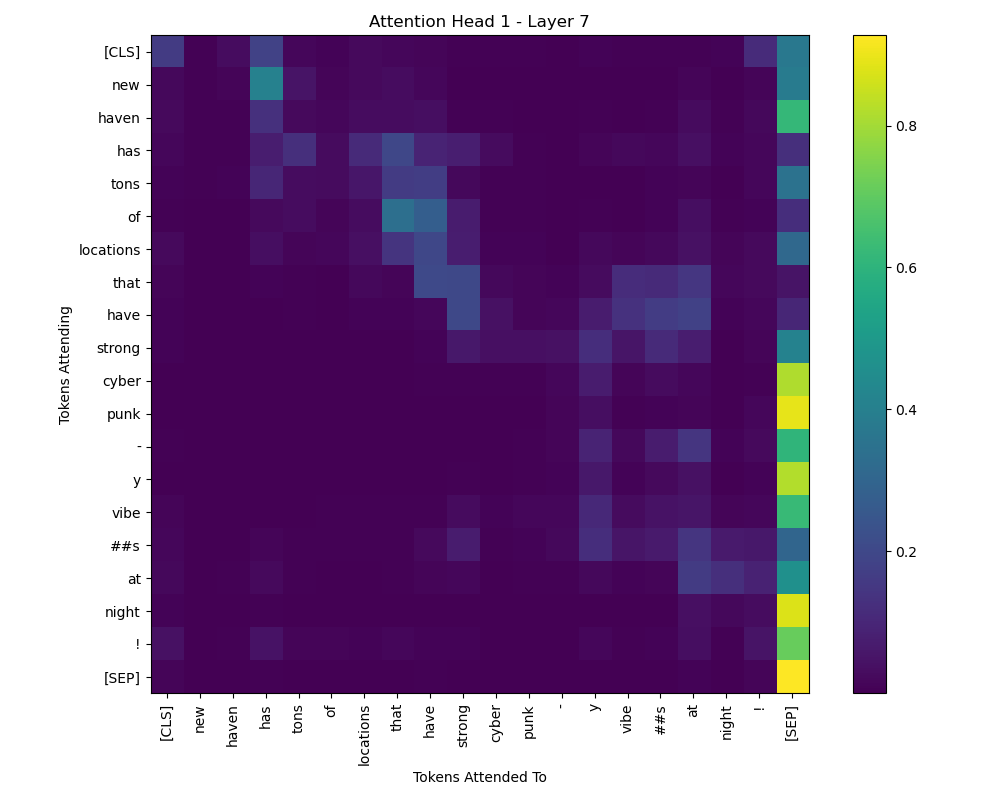 Attention Head 1 - Layer 7
Tokens Attending
[CLS]
new
haven
has
tons
of
locations
that
have
strong
cyber
punk
-
y
vibe
##s
at
night
!
[SEP]
[CLS]
new
haven
has
tons
of
locations
that
have
strong
cyber
punk
-
y
vibe
##s
at
night
!
[SEP]
Tokens Attended To
0.8
0.6
0.4
0.2